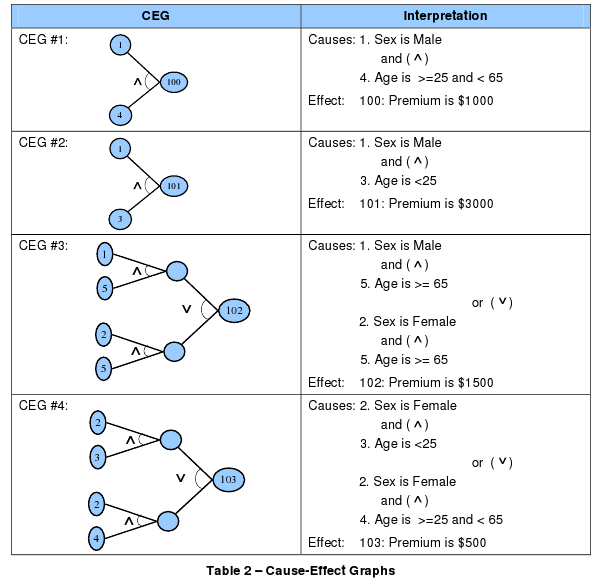 CEG
Interpretation
CEG #1:
1
^
100
4
Causes: 1. Sex is Male
and ( ^ )
4. Age is >=25 and < 65
Effect: 100: Premium is $1000
CEG #2:
1
^
101
3
Causes: 1. Sex is Male
and ( ^ )
3. Age is <25
Effect: 101: Premium is $3000
CEG #3:
1
^
5
v
102
2
^
5
Causes: 1. Sex is Male
and ( ^ )
5. Age is >= 65
or ( v )
2. Sex is Female
and ( ^ )
5. Age is >= 65
Effect: 102: Premium is $1500
CEG #4:
2
^
3
v
103
2
^
4
Causes: 2. Sex is Female
and ( ^ )
3. Age is <25
or ( v )
2. Sex is Female
and ( ^ )
4. Age is >=25 and < 65
Effect: 103: Premium is $500
Table 2 – Cause-Effect Graphs